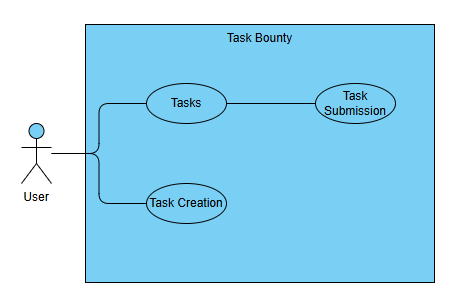 Task Bounty
Tasks
Task
Submission
User
Task Creation